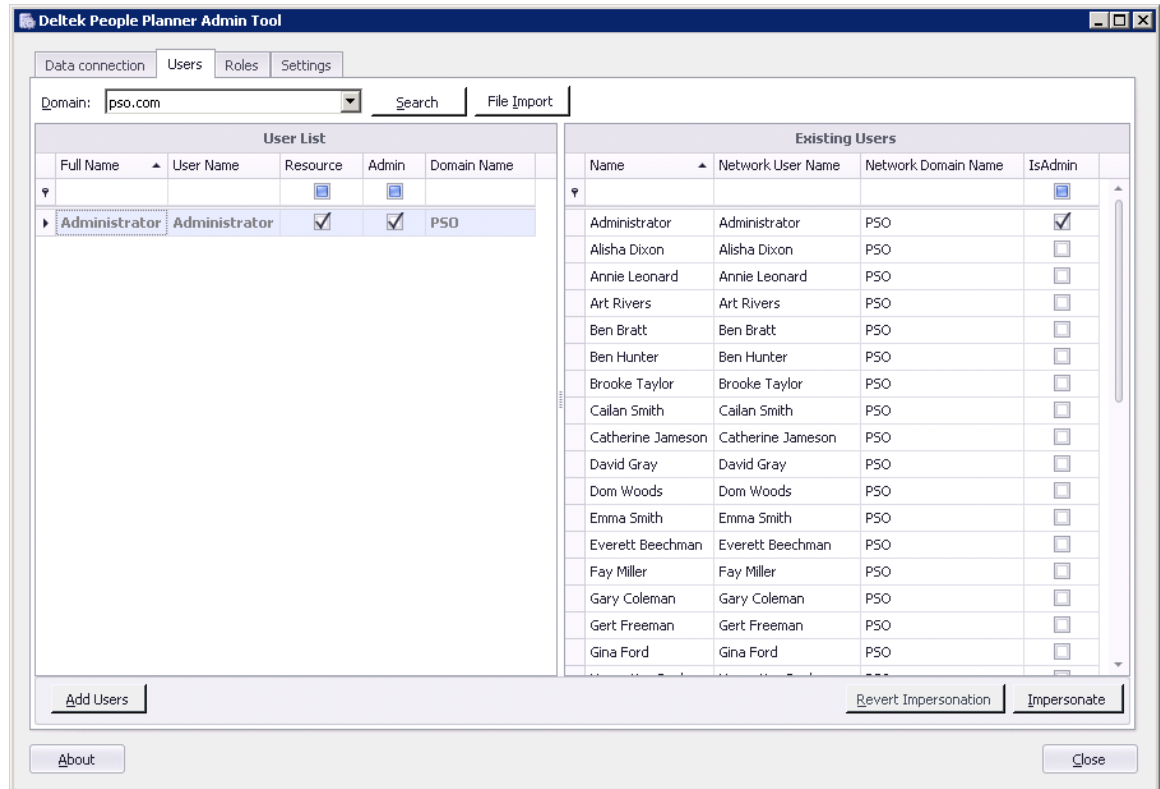 Deltek People Planner Admin Tool
Data connection Users Roles Settings
Domain: pso.com Search File Import
User List Existing Users
Full Name User Name Resource Admin Domain Name Name Network User Name Network Domain Name IsAdmin
Administrator Administrator PSO Administrator Administrator PSO
Alisha Dixon Alisha Dixon PSO
Annie Leonard Annie Leonard PSO
Art Rivers Art Rivers PSO
Ben Bratt Ben Bratt PSO
Ben Hunter Ben Hunter PSO
Brooke Taylor Brooke Taylor PSO
Cailan Smith Cailan Smith PSO
Catherine Jameson Catherine Jameson PSO
David Gray David Gray PSO
Dom Woods Dom Woods PSO
Emma Smith Emma Smith PSO
Everett Beechman Everett Beechman PSO
Fay Miller Fay Miller PSO
Gary Coleman Gary Coleman PSO
Gert Freeman Gert Freeman PSO
Gina Ford Gina Ford PSO
Add Users Revert Impersonation Impersonate
About Close